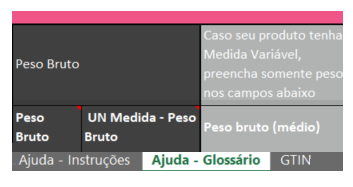 Peso Bruto
Caso seu produto tenha
Medida Variável,
preencha somente peso
nos campos abaixo
Peso
Bruto
UN Medida - Peso
Bruto
Peso bruto (médio)
Ajuda - Instruções
Ajuda - Glossário
GTIN